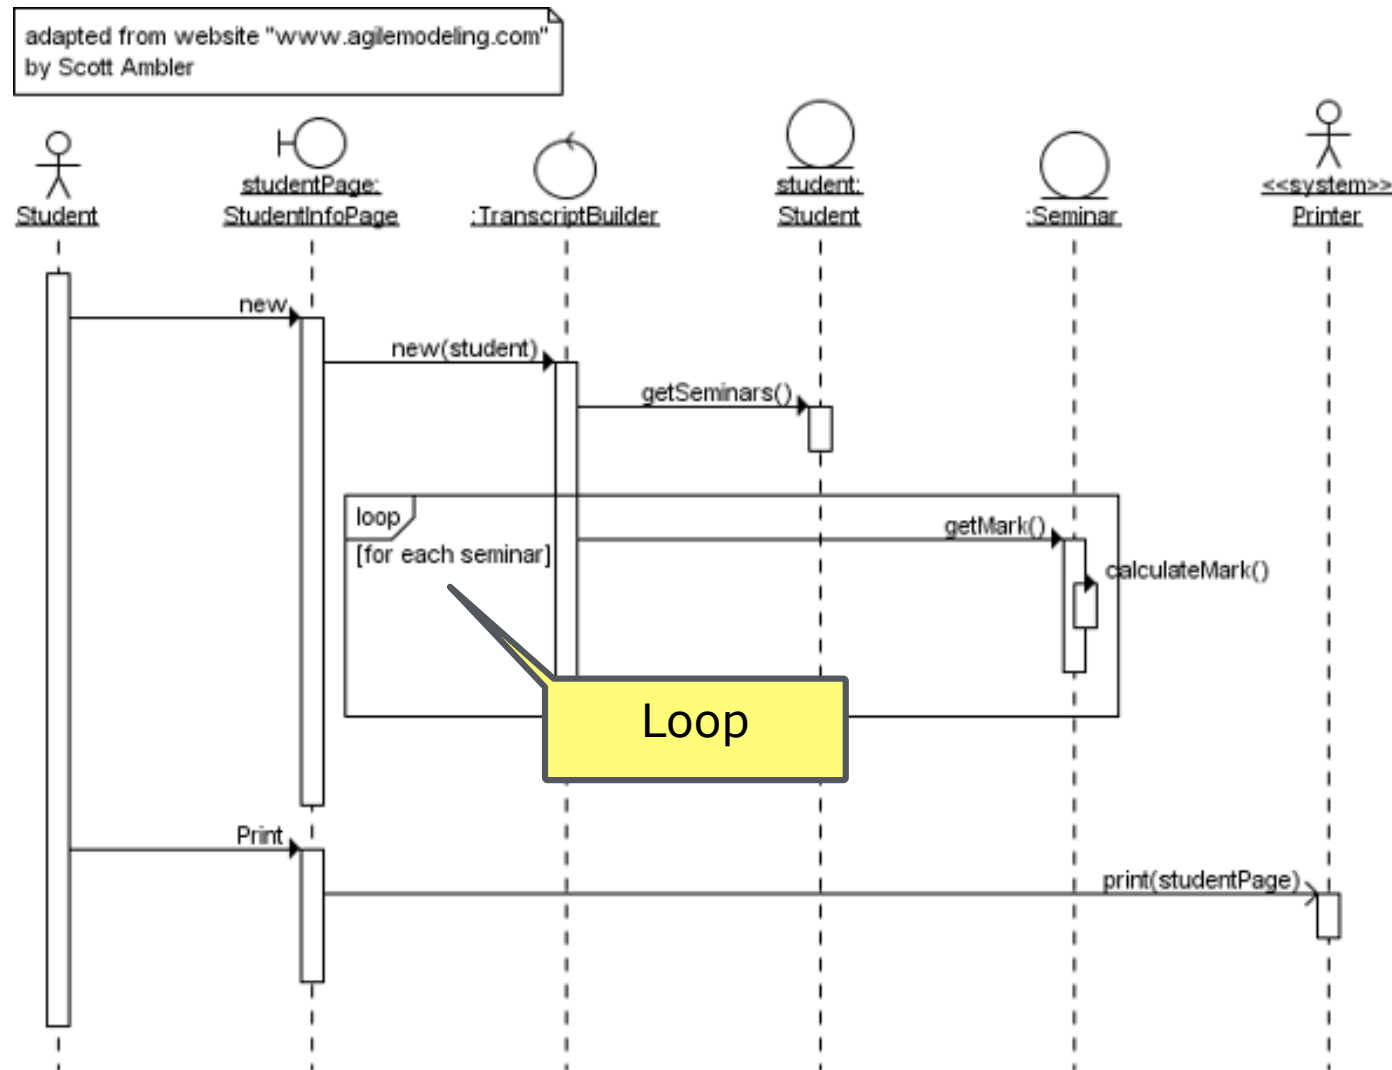 adapted from website "www.agilemodeling.com"
by Scott Ambler
Student
studentPage:
StudentInfoPage
:TranscriptBuilder
student:
Student
:Seminar
<<system>>
Printer
new
new(student)
getSeminars()
loop
[for each seminar]
getMark()
calculateMark()
Loop
Print
print(studentPage)